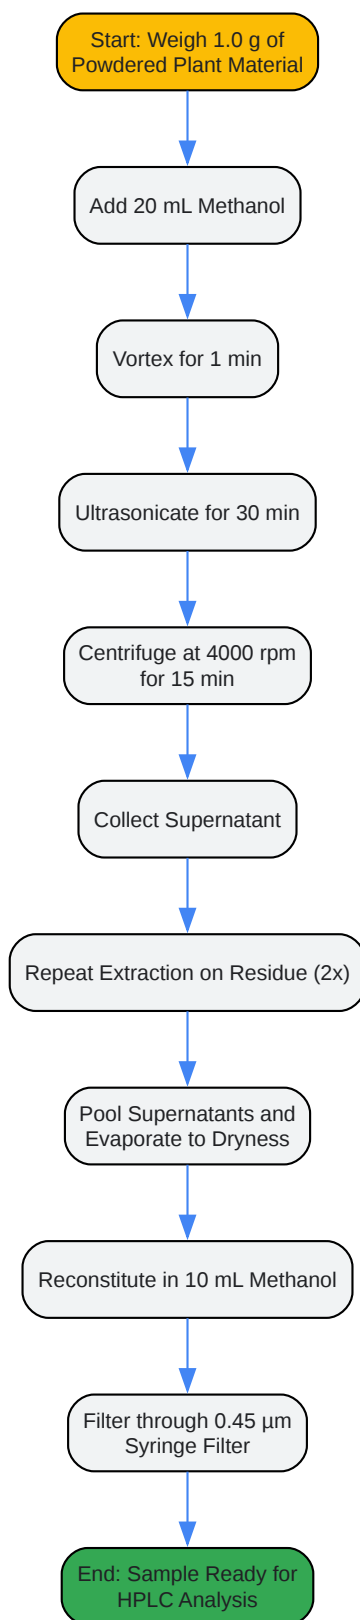 Start: Weigh 1.0 g of
Powdered Plant Material
Add 20 mL Methanol
Vortex for 1 min
Ultrasonicate for 30 min
Centrifuge at 4000 rpm
for 15 min
Collect Supernatant
Repeat Extraction on Residue (2x)
Pool Supernatants and
Evaporate to Dryness
Reconstitute in 10 mL Methanol
Filter through 0.45 µm
Syringe Filter
End: Sample Ready for
HPLC Analysis